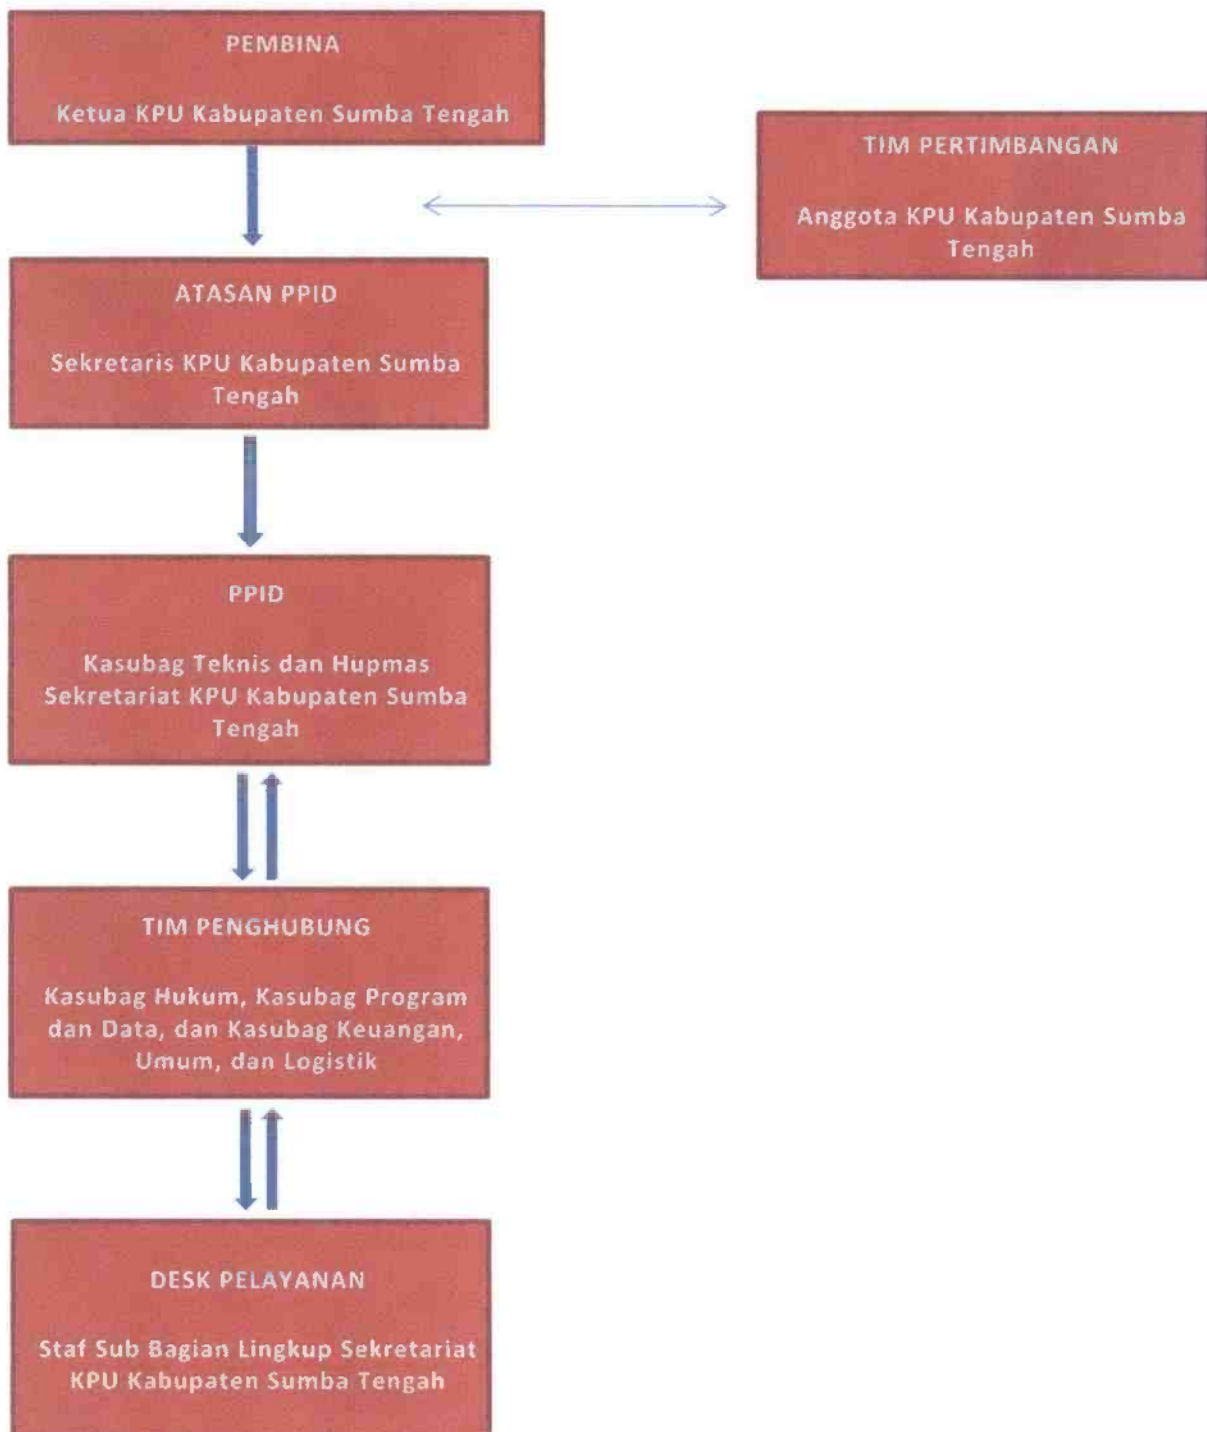 PEMBINA
Ketua KPU Kabupaten Sumba Tengah
TIM PERTIMBANGAN
Anggota KPU Kabupaten Sumba
Tengah
ATASAN PPID
Sekretaris KPU Kabupaten Sumba
Tengah
PPID
Kasubag Teknis dan Hupmas
Sekretariat KPU Kabupaten Sumba
Tengah
TIM PENGHUBUNG
Kasubag Hukum, Kasubag Program
dan Data, dan Kasubag Keuangan,
Umum, dan Logistik
DESK PELAYANAN
Staf Sub Bagian Lingkup Sekretariat
KPU Kabupaten Sumba Tengah